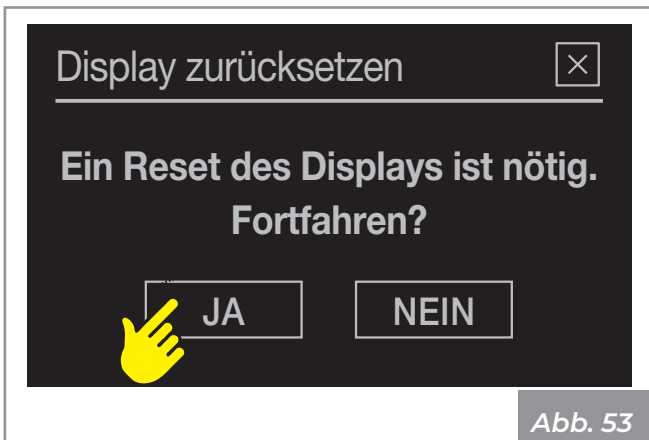 Display zurücksetzen
Ein Reset des Displays ist nötig.
Fortfahren?
JA NEIN
Abb. 53